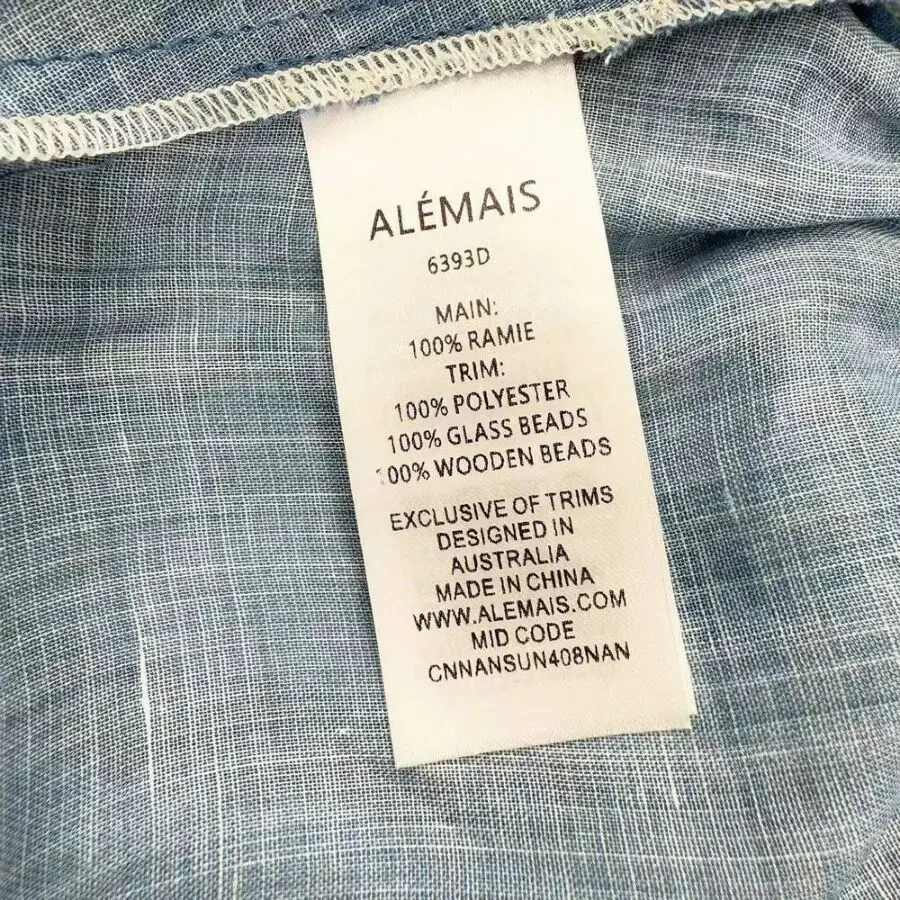 ALÉMAIS
6393D
MAIN:
100% RAMIE
TRIM:
100% POLYESTER
100% GLASS BEADS
100% WOODEN BEADS
EXCLUSIVE OF TRIMS
DESIGNED IN
AUSTRALIA
MADE IN CHINA
WWW.ALEMAIS.COM
MID CODE
CNNANSUN408NAN